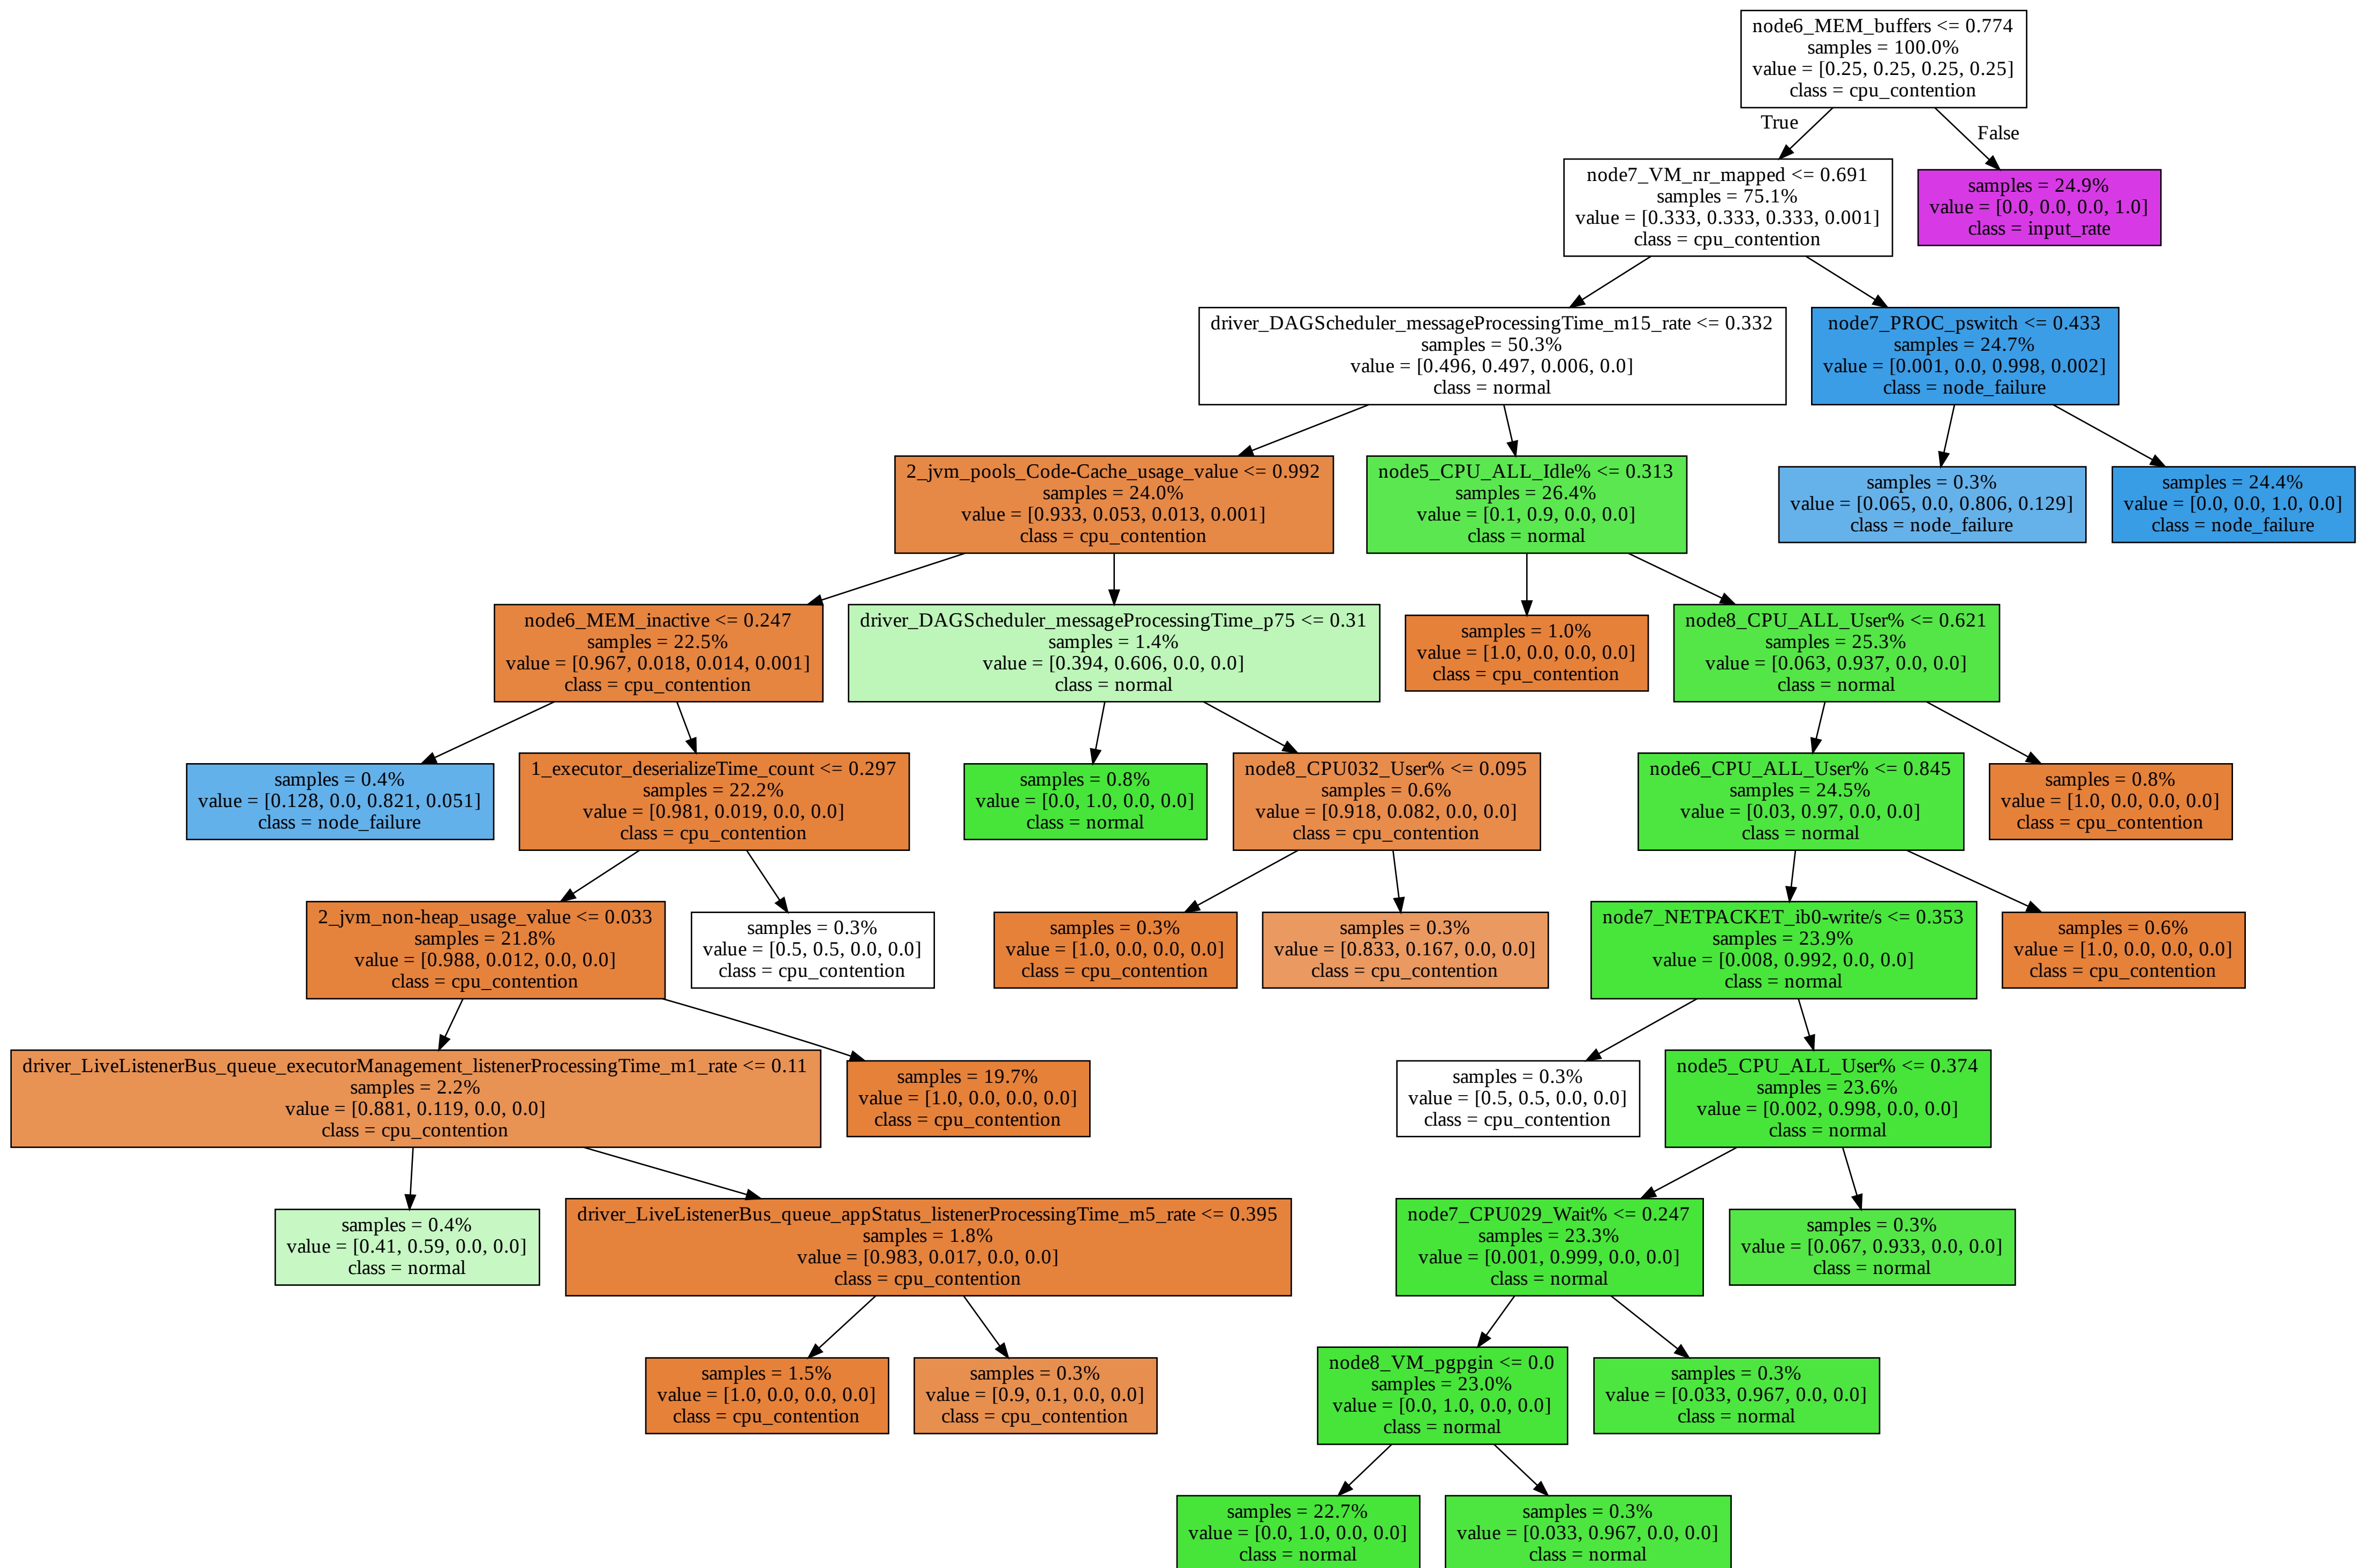 node6_MEM_buffers <= 0.774
samples = 100.0%
value = [0.25, 0.25, 0.25, 0.25]
class = cpu_contention
True
False
node7_VM_nr_mapped <= 0.691
samples = 75.1%
value = [0.333, 0.333, 0.333, 0.001]
class = cpu_contention
samples = 24.9%
value = [0.0, 0.0, 0.0, 1.0]
class = input_rate
driver_DAGScheduler_messageProcessingTime_m15_rate <= 0.332
samples = 50.3%
value = [0.496, 0.497, 0.006, 0.0]
class = normal
node7_PROC_pswitch <= 0.433
samples = 24.7%
value = [0.001, 0.0, 0.998, 0.002]
class = node_failure
2_jvm_pools_Code-Cache_usage_value <= 0.992
samples = 24.0%
value = [0.933, 0.053, 0.013, 0.001]
class = cpu_contention
node5_CPU_ALL_Idle% <= 0.313
samples = 26.4%
value = [0.1, 0.9, 0.0, 0.0]
class = normal
samples = 0.3%
value = [0.065, 0.0, 0.806, 0.129]
class = node_failure
samples = 24.4%
value = [0.0, 0.0, 1.0, 0.0]
class = node_failure
node6_MEM_inactive <= 0.247
samples = 22.5%
value = [0.967, 0.018, 0.014, 0.001]
class = cpu_contention
driver_DAGScheduler_messageProcessingTime_p75 <= 0.31
samples = 1.4%
value = [0.394, 0.606, 0.0, 0.0]
class = normal
samples = 1.0%
value = [1.0, 0.0, 0.0, 0.0]
class = cpu_contention
node8_CPU_ALL_User% <= 0.621
samples = 25.3%
value = [0.063, 0.937, 0.0, 0.0]
class = normal
samples = 0.4%
value = [0.128, 0.0, 0.821, 0.051]
class = node_failure
1_executor_deserializeTime_count <= 0.297
samples = 22.2%
value = [0.981, 0.019, 0.0, 0.0]
class = cpu_contention
samples = 0.8%
value = [0.0, 1.0, 0.0, 0.0]
class = normal
node8_CPU032_User% <= 0.095
samples = 0.6%
value = [0.918, 0.082, 0.0, 0.0]
class = cpu_contention
node6_CPU_ALL_User% <= 0.845
samples = 24.5%
value = [0.03, 0.97, 0.0, 0.0]
class = normal
samples = 0.8%
value = [1.0, 0.0, 0.0, 0.0]
class = cpu_contention
2_jvm_non-heap_usage_value <= 0.033
samples = 21.8%
value = [0.988, 0.012, 0.0, 0.0]
class = cpu_contention
samples = 0.3%
value = [0.5, 0.5, 0.0, 0.0]
class = cpu_contention
samples = 0.3%
value = [1.0, 0.0, 0.0, 0.0]
class = cpu_contention
samples = 0.3%
value = [0.833, 0.167, 0.0, 0.0]
class = cpu_contention
node7_NETPACKET_ib0-write/s <= 0.353
samples = 23.9%
value = [0.008, 0.992, 0.0, 0.0]
class = normal
samples = 0.6%
value = [1.0, 0.0, 0.0, 0.0]
class = cpu_contention
driver_LiveListenerBus_queue_executorManagement_listenerProcessingTime_m1_rate <= 0.11
samples = 2.2%
value = [0.881, 0.119, 0.0, 0.0]
class = cpu_contention
samples = 19.7%
value = [1.0, 0.0, 0.0, 0.0]
class = cpu_contention
samples = 0.3%
value = [0.5, 0.5, 0.0, 0.0]
class = cpu_contention
node5_CPU_ALL_User% <= 0.374
samples = 23.6%
value = [0.002, 0.998, 0.0, 0.0]
class = normal
samples = 0.4%
value = [0.41, 0.59, 0.0, 0.0]
class = normal
driver_LiveListenerBus_queue_appStatus_listenerProcessingTime_m5_rate <= 0.395
samples = 1.8%
value = [0.983, 0.017, 0.0, 0.0]
class = cpu_contention
node7_CPU029_Wait% <= 0.247
samples = 23.3%
value = [0.001, 0.999, 0.0, 0.0]
class = normal
samples = 0.3%
value = [0.067, 0.933, 0.0, 0.0]
class = normal
samples = 1.5%
value = [1.0, 0.0, 0.0, 0.0]
class = cpu_contention
samples = 0.3%
value = [0.9, 0.1, 0.0, 0.0]
class = cpu_contention
node8_VM_pgpgin <= 0.0
samples = 23.0%
value = [0.0, 1.0, 0.0, 0.0]
class = normal
samples = 0.3%
value = [0.033, 0.967, 0.0, 0.0]
class = normal
samples = 22.7%
value = [0.0, 1.0, 0.0, 0.0]
class = normal
samples = 0.3%
value = [0.033, 0.967, 0.0, 0.0]
class = normal